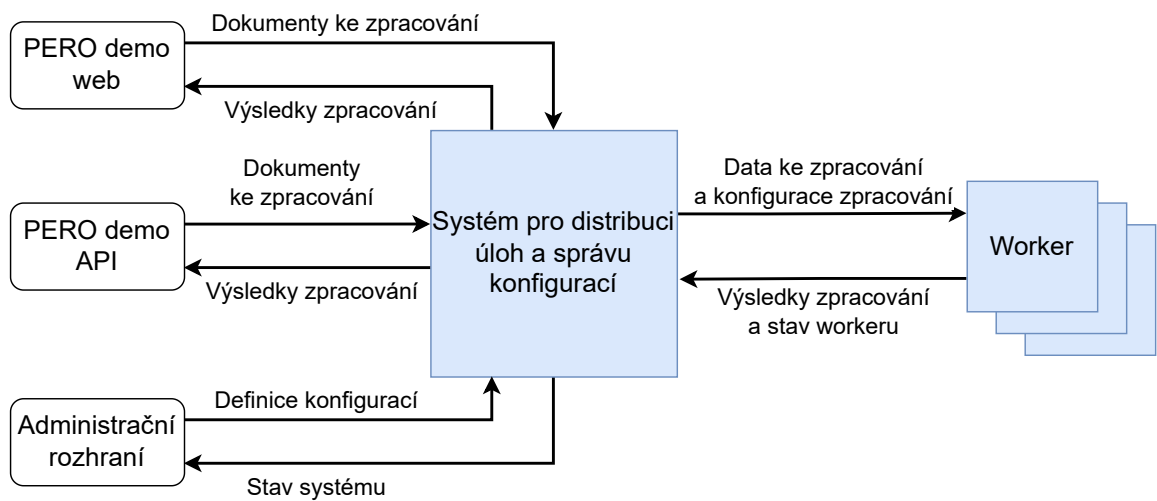 Dokumenty ke zpracování
PERO demo
web
Výsledky zpracování
Dokumenty
ke zpracování
PERO demo
API
Výsledky zpracování
Systém pro distribuci
úloh a správu
konfigurací
Data ke zpracování
a konfigurace zpracování
Worker
Výsledky zpracování
a stav workeru
Definice konfigurací
Administrační
rozhraní
Stav systému